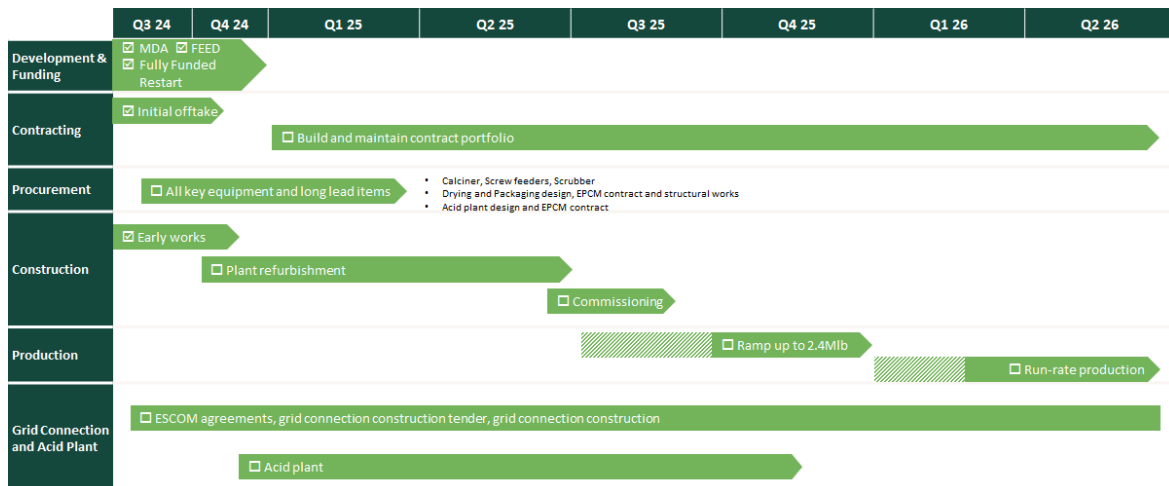 Q3 24 Q4 24 Q1 25 Q2 25 Q3 25 Q4 25 Q1 26 Q2 26
Development &
Funding
☑ MDA ☑ FEED
☑ Fully Funded
Restart
Contracting
☑ Initial offtake
☐ Build and maintain contract portfolio
Procurement
☐ All key equipment and long lead items
• Calciner, Screw feeders, Scrubber
• Drying and Packaging design, EPCM contract and structural works
• Acid plant design and EPCM contract
Construction
☑ Early works
☐ Plant refurbishment
☐ Commissioning
Production
☐ Ramp up to 2.4Mlb
☐ Run-rate production
Grid Connection
and Acid Plant
☐ ESCOM agreements, grid connection construction tender, grid connection construction
☐ Acid plant